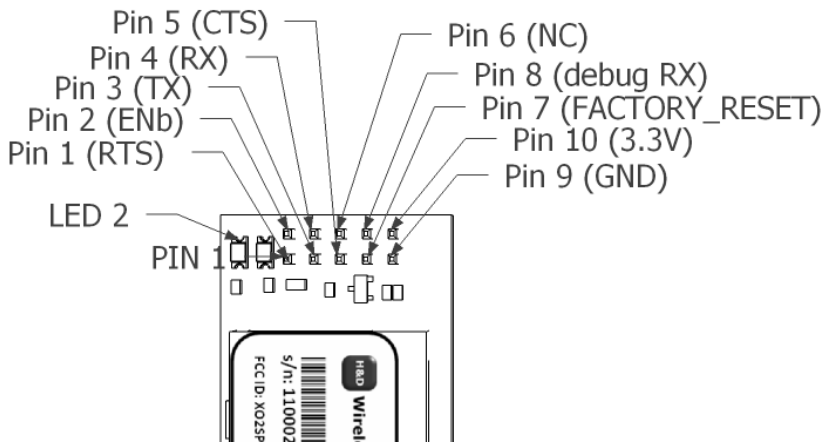 Pin 5 (CTS)
Pin 4 (RX)
Pin 3 (TX)
Pin 2 (ENb)
Pin 1 (RTS)
Pin 6 (NC)
Pin 8 (debug RX)
Pin 7 (FACTORY_RESET)
Pin 10 (3.3V)
Pin 9 (GND)
LED 2
PIN 1
H&D Wirele
s/n: 110002
FCC ID: XO2SP